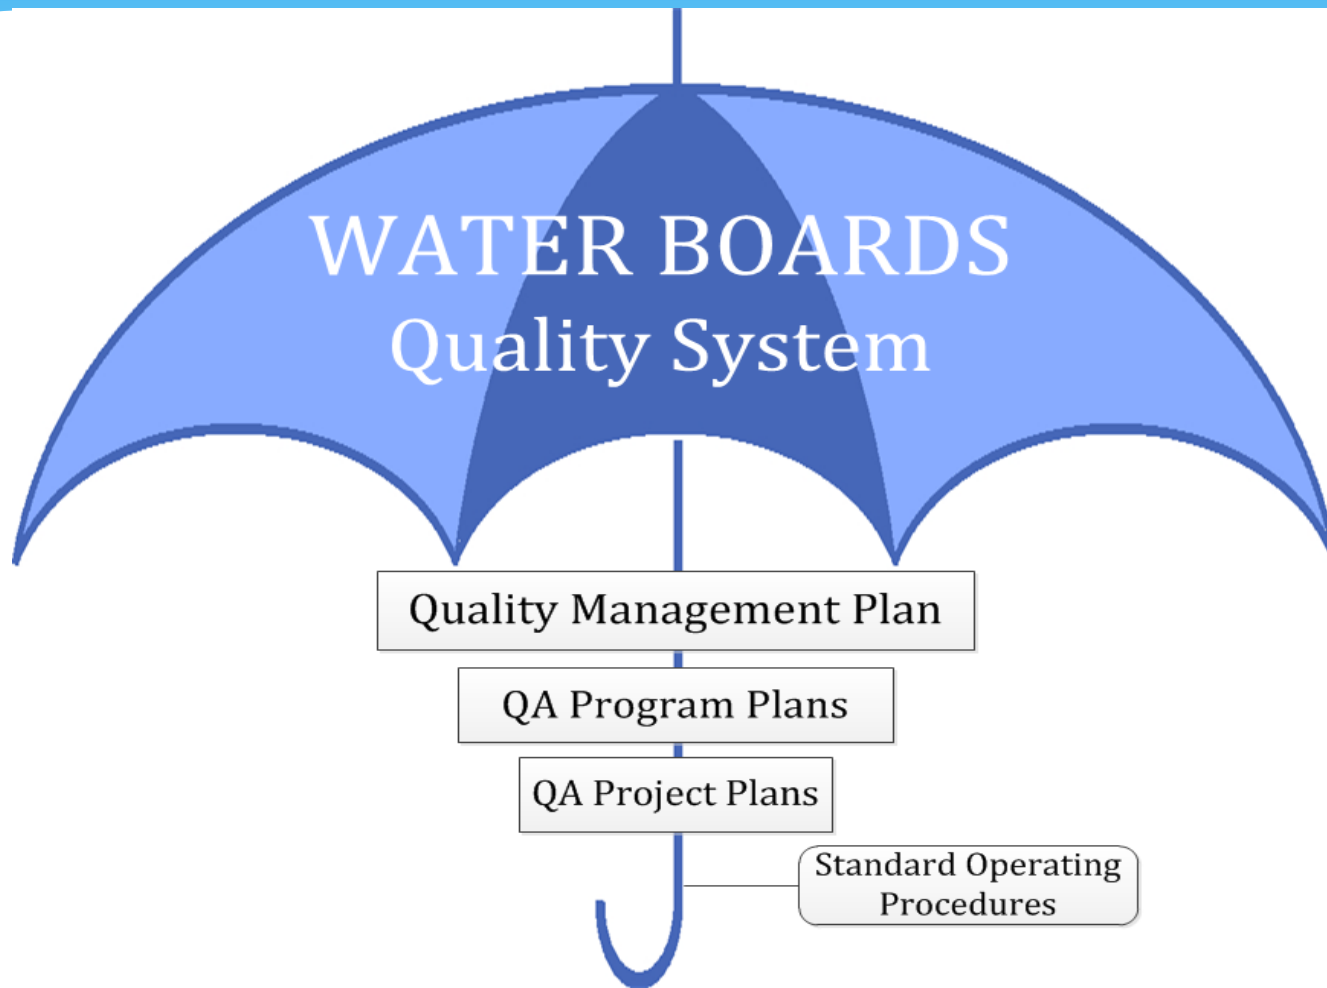 WATER BOARDS
Quality System
Quality Management Plan
QA Program Plans
QA Project Plans
Standard Operating
Procedures